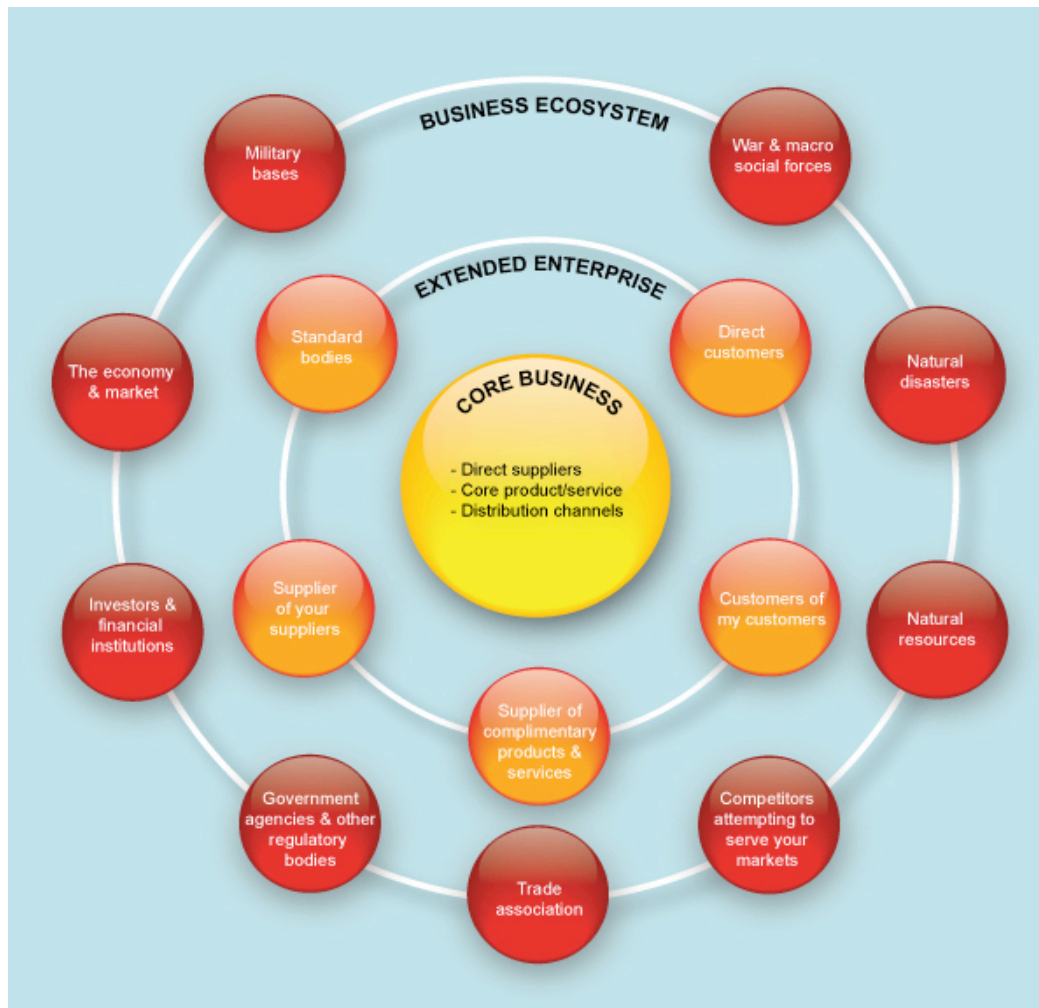 BUSINESS ECOSYSTEM
Military
bases
War & macro
social forces
EXTENDED ENTERPRISE
Standard
bodies
Direct
customers
The economy
& market
Natural
disasters
CORE BUSINESS
- Direct suppliers
- Core product/service
- Distribution channels
Investors &
financial
institutions
Supplier
of your
suppliers
Customers of
my customers
Natural
resources
Supplier of
complimentary
products &
services
Government
agencies & other
regulatory
bodies
Competitors
attempting to
serve your
markets
Trade
association